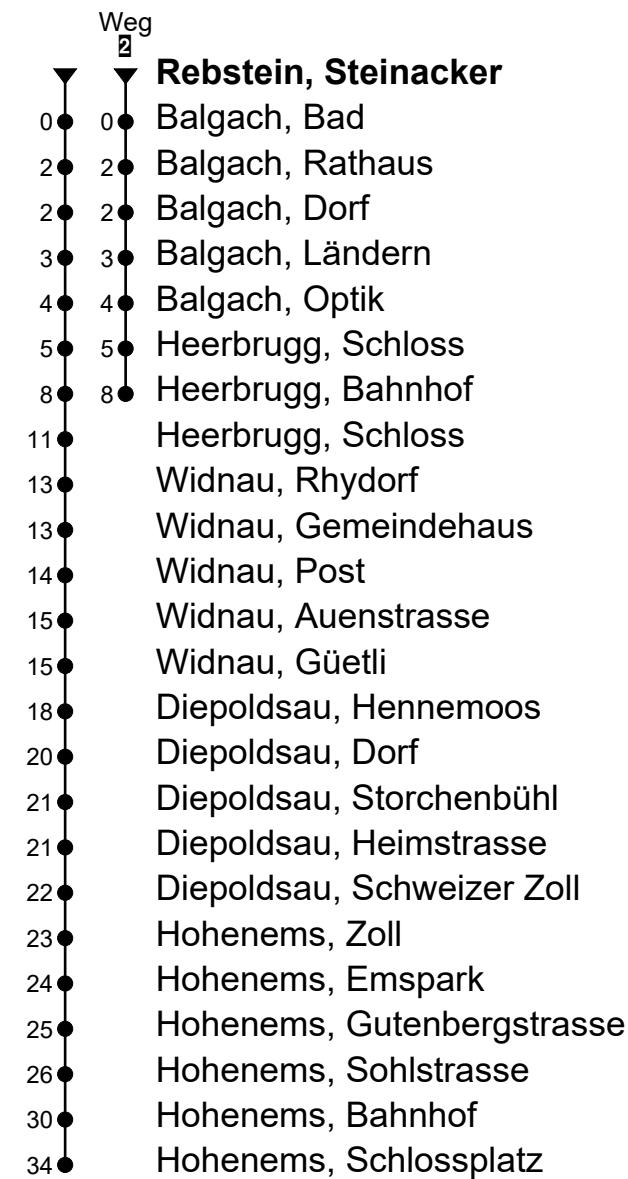 Weg
2
Rebstein, Steinacker
0 0 Balgach, Bad
2 2 Balgach, Rathaus
2 2 Balgach, Dorf
3 3 Balgach, Ländern
4 4 Balgach, Optik
5 5 Heerbrugg, Schloss
8 8 Heerbrugg, Bahnhof
11 Heerbrugg, Schloss
13 Widnau, Rhydorf
13 Widnau, Gemeindehaus
14 Widnau, Post
15 Widnau, Auenstrasse
15 Widnau, Güetli
18 Diepoldsau, Hennemoos
20 Diepoldsau, Dorf
21 Diepoldsau, Storchenbühl
21 Diepoldsau, Heimstrasse
22 Diepoldsau, Schweizer Zoll
23 Hohenems, Zoll
24 Hohenems, Emspark
25 Hohenems, Gutenbergstrasse
26 Hohenems, Sohlstrasse
30 Hohenems, Bahnhof
34 Hohenems, Schlossplatz